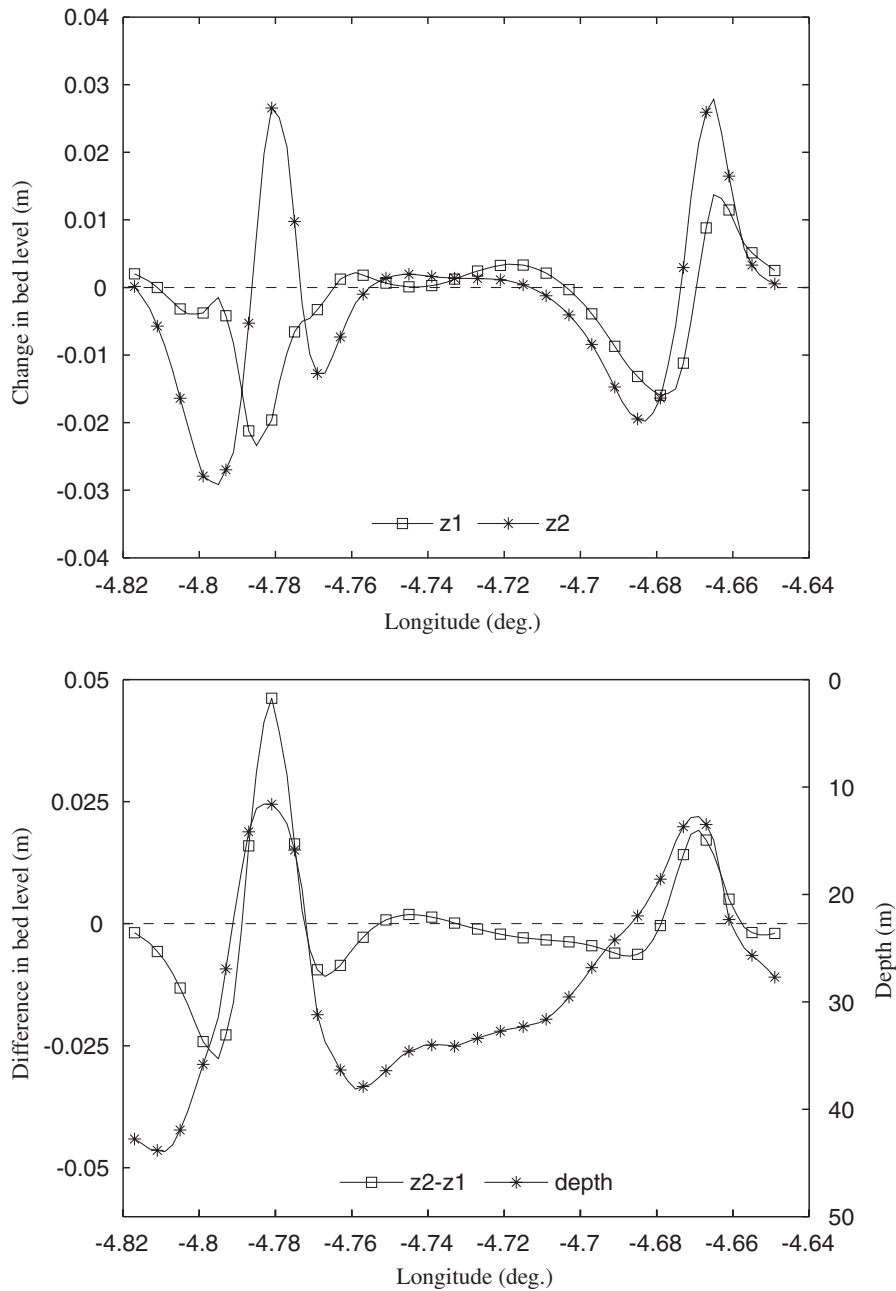 0.04
0.03
0.02
0.01
0
-0.01
-0.02
-0.03
-0.04
Change in bed level (m)
z1 z2
-4.82 -4.8 -4.78 -4.76 -4.74 -4.72 -4.7 -4.68 -4.66 -4.64
Longitude (deg.)
0.05
0.025
0
-0.025
-0.05
Difference in bed level (m)
0
10
20
30
40
50
Depth (m)
z2-z1 depth
-4.82 -4.8 -4.78 -4.76 -4.74 -4.72 -4.7 -4.68 -4.66 -4.64
Longitude (deg.)